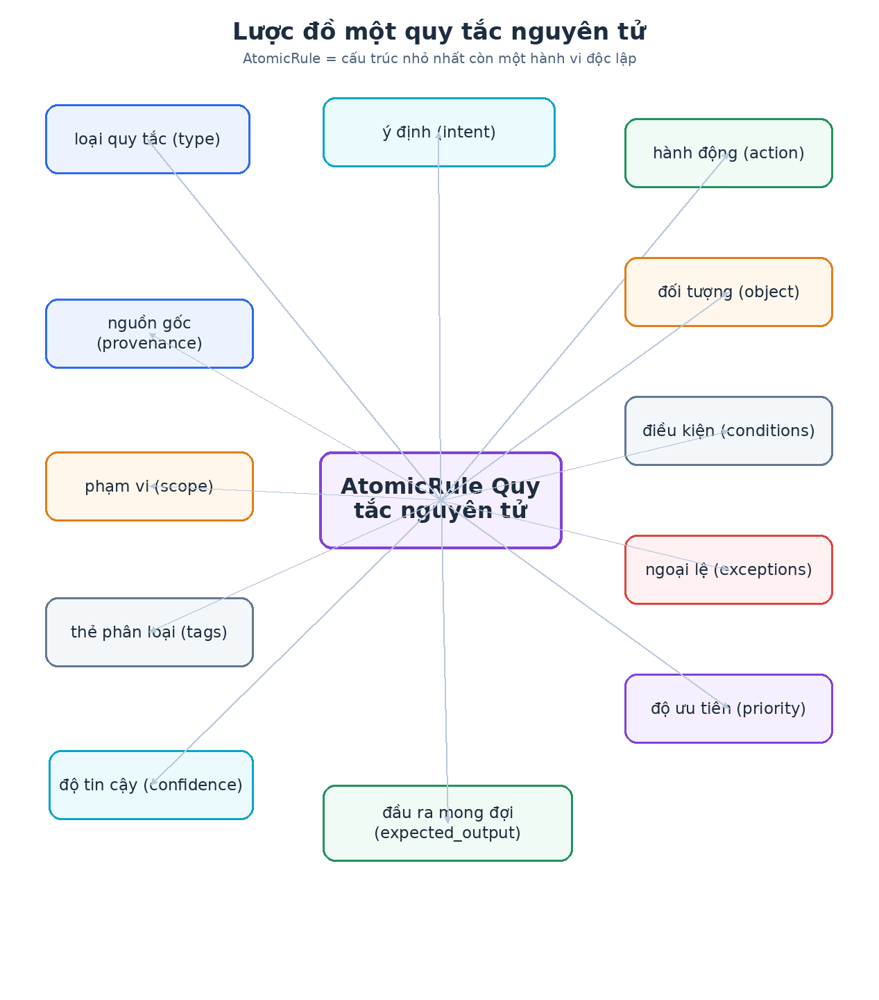 Lược đồ một quy tắc nguyên tử
AtomicRule = cấu trúc nhỏ nhất còn một hành vi độc lập
loại quy tắc (type)
ý định (intent)
hành động (action)
đối tượng (object)
nguồn gốc
(provenance)
điều kiện (conditions)
phạm vi (scope)
AtomicRule Quy
tắc nguyên tử
ngoại lệ (exceptions)
thẻ phân loại (tags)
độ ưu tiên (priority)
độ tin cậy (confidence)
đầu ra mong đợi
(expected_output)